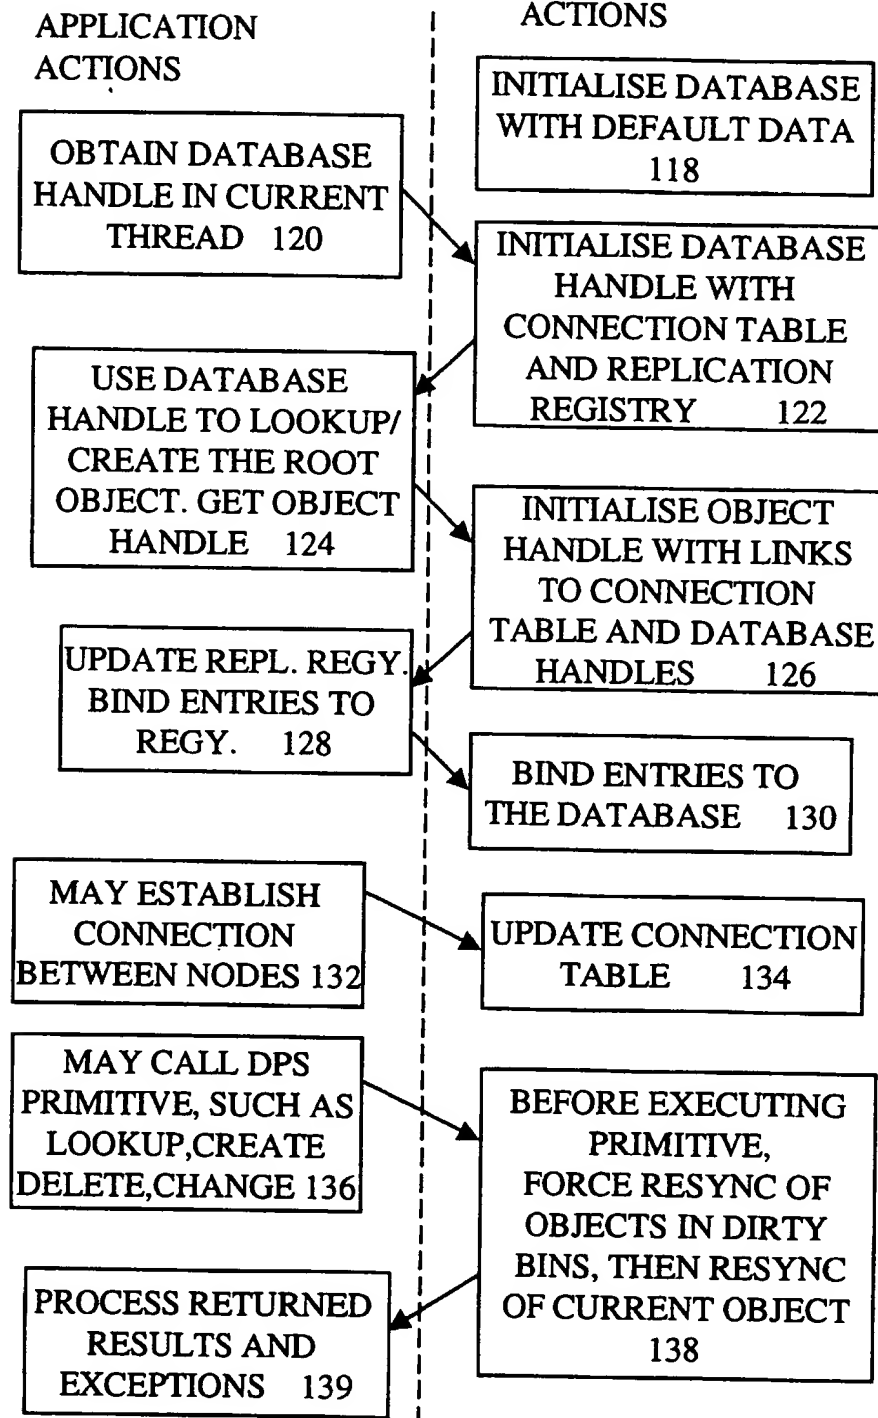 APPLICATION
ACTIONS
ACTIONS
INITIALISE DATABASE
WITH DEFAULT DATA
118
OBTAIN DATABASE
HANDLE IN CURRENT
THREAD 120
INITIALISE DATABASE
HANDLE WITH
CONNECTION TABLE
AND REPLICATION
REGISTRY 122
USE DATABASE
HANDLE TO LOOKUP/
CREATE THE ROOT
OBJECT. GET OBJECT
HANDLE 124
INITIALISE OBJECT
HANDLE WITH LINKS
TO CONNECTION
TABLE AND DATABASE
HANDLES 126
UPDATE REPL. REGY.
BIND ENTRIES TO
REGY. 128
BIND ENTRIES TO
THE DATABASE 130
MAY ESTABLISH
CONNECTION
BETWEEN NODES 132
UPDATE CONNECTION
TABLE 134
MAY CALL DPS
PRIMITIVE, SUCH AS
LOOKUP,CREATE
DELETE,CHANGE 136
BEFORE EXECUTING
PRIMITIVE,
FORCE RESYNC OF
OBJECTS IN DIRTY
BINS, THEN RESYNC
OF CURRENT OBJECT
138
PROCESS RETURNED
RESULTS AND
EXCEPTIONS 139